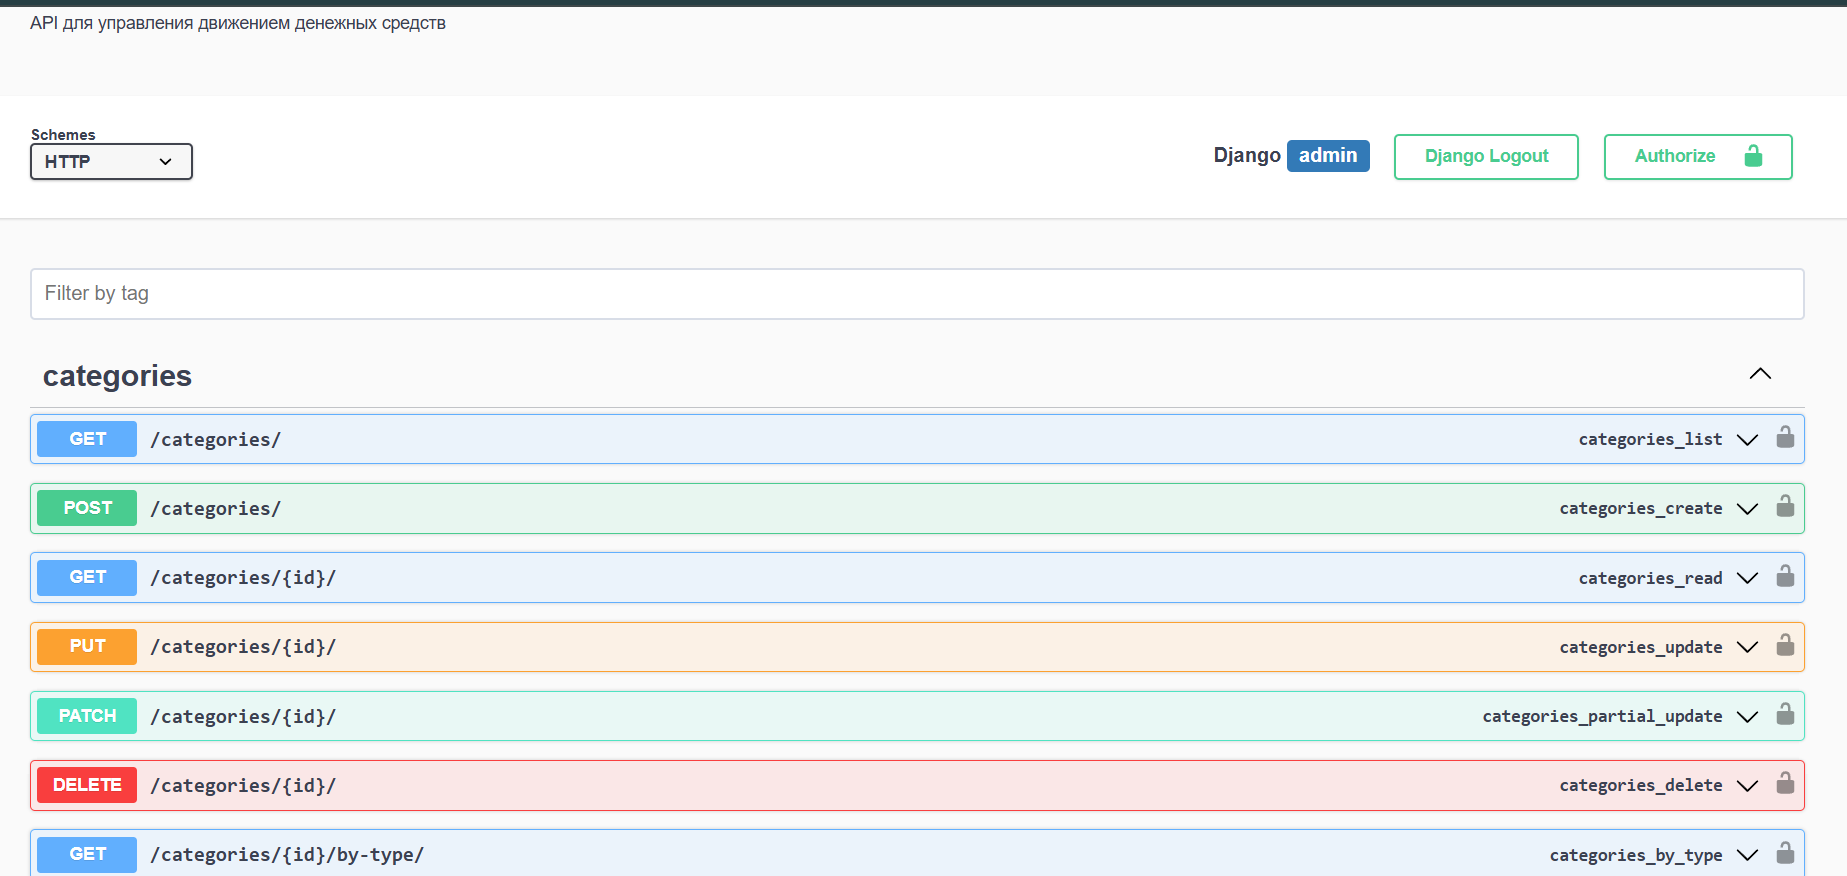 API для управления движением денежных средств
Schemes
HTTP
Django admin
Django Logout
Authorize
Filter by tag
categories
GET /categories/ categories_list
POST /categories/ categories_create
GET /categories/{id}/ categories_read
PUT /categories/{id}/ categories_update
PATCH /categories/{id}/ categories_partial_update
DELETE /categories/{id}/ categories_delete
GET /categories/{id}/by-type/ categories_by_type